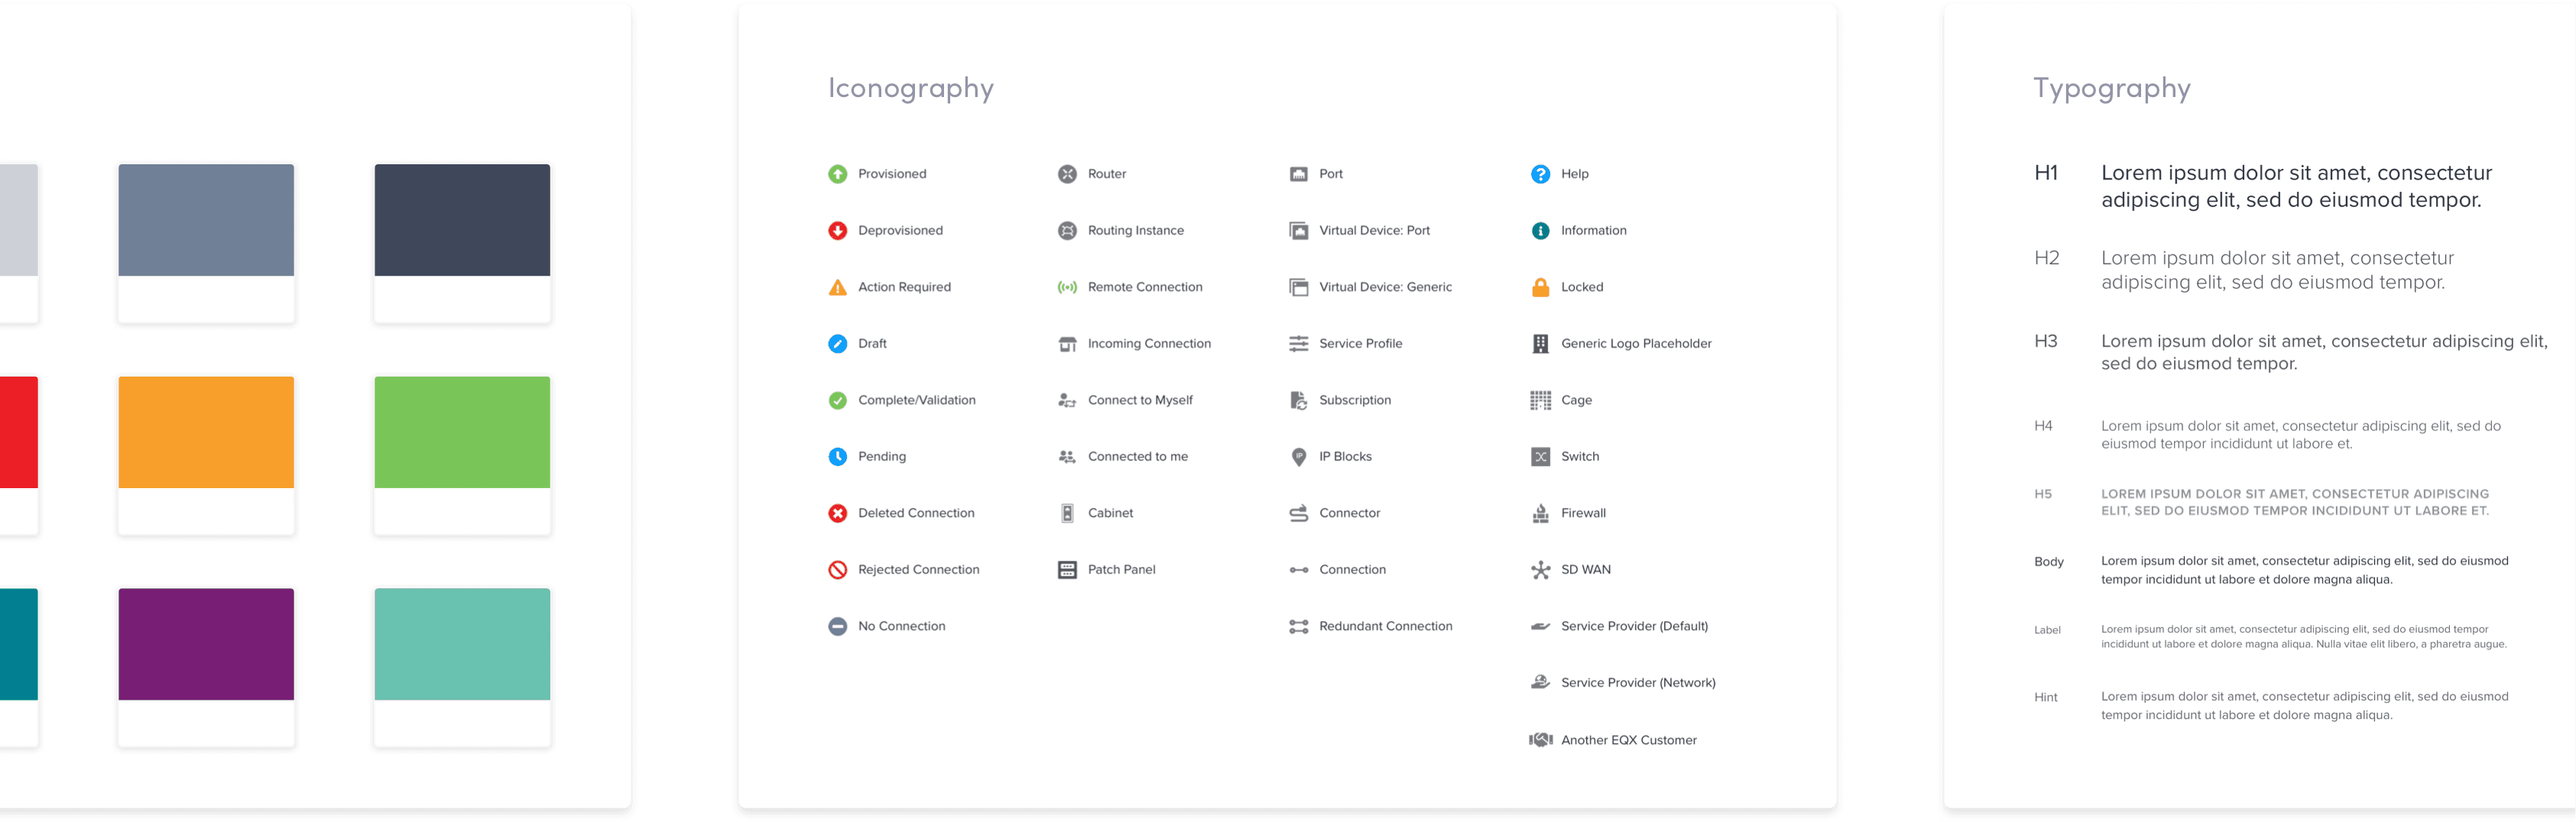 Iconography
Provisioned
Deprovisioned
Action Required
Draft
Complete/Validation
Pending
Deleted Connection
Rejected Connection
No Connection
Router
Routing Instance
Remote Connection
Incoming Connection
Connect to Myself
Connected to me
Cabinet
Patch Panel
Port
Virtual Device: Port
Virtual Device: Generic
Service Profile
Subscription
IP
IP Blocks
Connector
Connection
Redundant Connection
Help
Information
Locked
Generic Logo Placeholder
Cage
Switch
Firewall
SD WAN
Service Provider (Default)
Service Provider (Network)
Another EQX Customer
Typography
H1 Lorem ipsum dolor sit amet, consectetur
adipiscing elit, sed do eiusmod tempor.
H2 Lorem ipsum dolor sit amet, consectetur
adipiscing elit, sed do eiusmod tempor.
H3 Lorem ipsum dolor sit amet, consectetur adipiscing elit,
sed do eiusmod tempor.
H4 Lorem ipsum dolor sit amet, consectetur adipiscing elit, sed do
eiusmod tempor incididunt ut labore et.
H5 LOREM IPSUM DOLOR SIT AMET, CONSECTETUR ADIPISCING
ELIT, SED DO EIUSMOD TEMPOR INCIDIDUNT UT LABORE ET.
Body Lorem ipsum dolor sit amet, consectetur adipiscing elit, sed do eiusmod
tempor incididunt ut labore et dolore magna aliqua.
Label Lorem ipsum dolor sit amet, consectetur adipiscing elit, sed do eiusmod tempor
incididunt ut labore et dolore magna aliqua. Nulla vitae elit libero, a pharetra augue.
Hint Lorem ipsum dolor sit amet, consectetur adipiscing elit, sed do eiusmod
tempor incididunt ut labore et dolore magna aliqua.